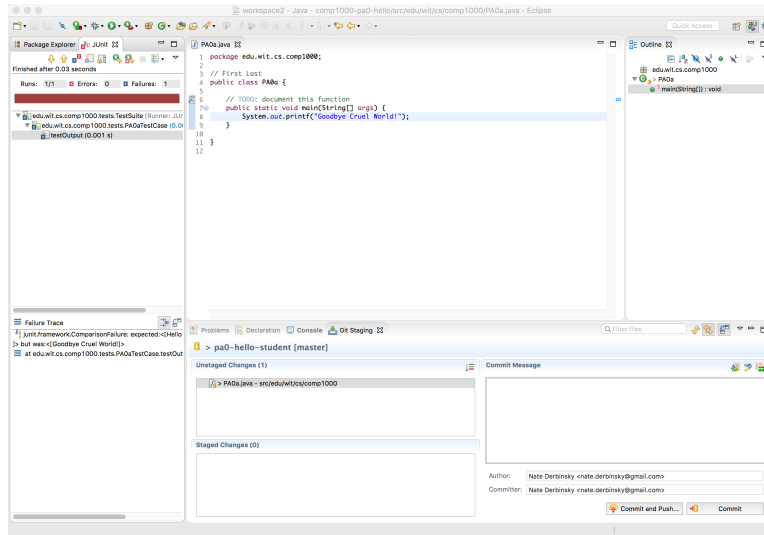 workspace2 - Java - comp1000-pa0-hello/src/edu/wit/cs/comp1000/PA0a.java - Eclipse
Quick Access
Package Explorer
JUnit
Finished after 0.03 seconds
Runs: 1/1
Errors: 0
Failures: 1
edu.wit.cs.comp1000.tests.TestSuite [Runner: JUr
edu.wit.cs.comp1000.tests.PA0aTestCase (0.00
testOutput (0.001 s)
Failure Trace
junit.framework.ComparisonFailure: expected:<[Hello
]> but was:<[Goodbye Cruel World!]>
at edu.wit.cs.comp1000.tests.PA0aTestCase.testOut
PA0a.java
1 package edu.wit.cs.comp1000;
2
3 // First Last
4 public class PA0a {
5
6 // TODO: document this function
7 public static void main(String[] args) {
8 System.out.printf("Goodbye Cruel World!");
9 }
10
11 }
12
Outline
edu.wit.cs.comp1000
> PA0a
main(String[]) : void
Problems
Declaration
Console
Git Staging
Filter files
> pa0-hello-student [master]
Unstaged Changes (1)
> PA0a.java - src/edu/wit/cs/comp1000
Staged Changes (0)
Commit Message
Author: Nate Derbinsky <nate.derbinsky@gmail.com>
Committer: Nate Derbinsky <nate.derbinsky@gmail.com>
Commit and Push...
Commit